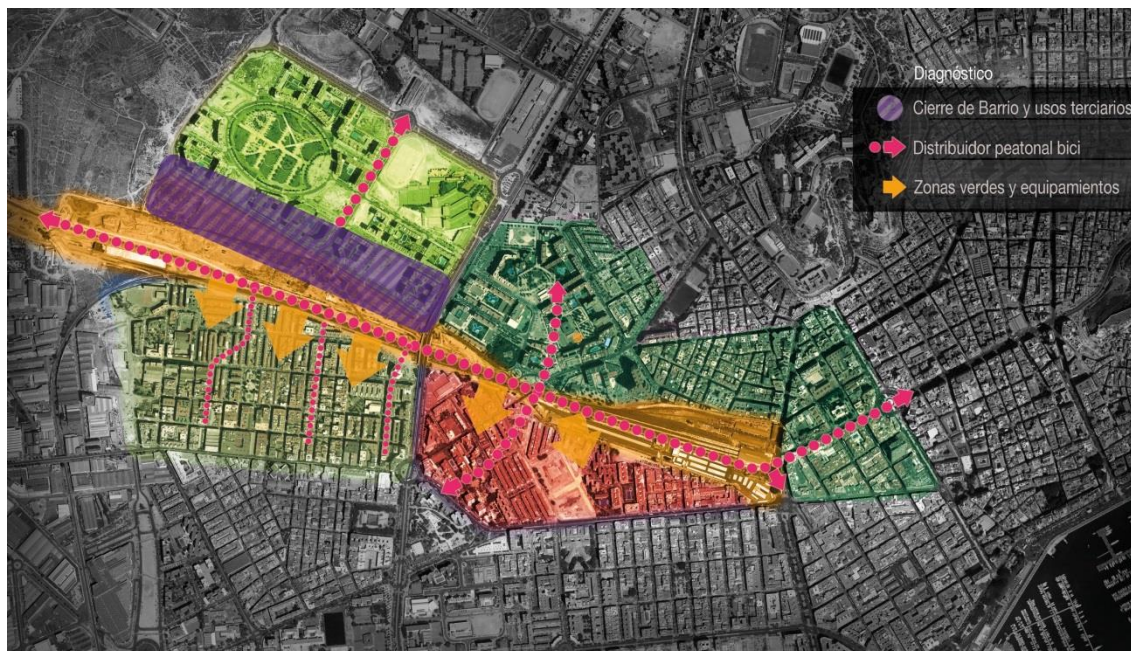 Diagnóstico
Cierre de Barrio y usos terciarios
Distribuidor peatonal bici
Zonas verdes y equipamientos